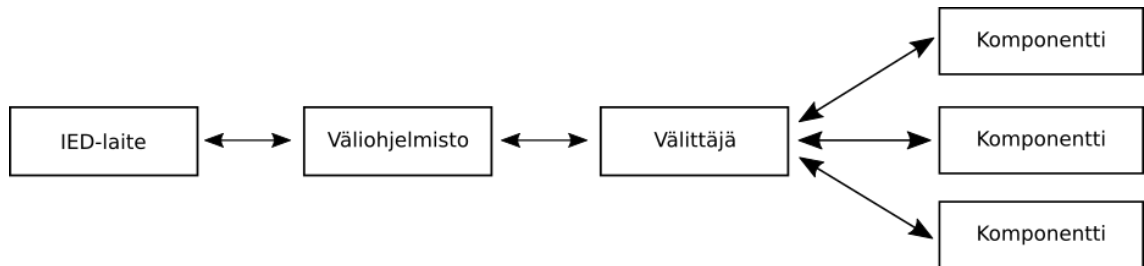 IED-laite
Väliohjelmisto
Välittäjä
Komponentti
Komponentti
Komponentti